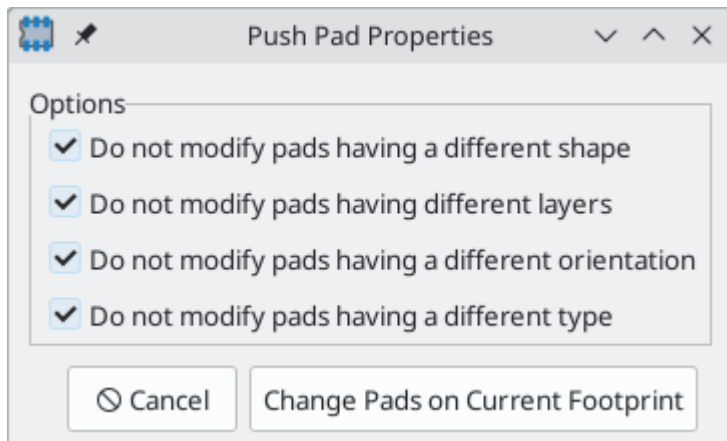 Push Pad Properties
Options
Do not modify pads having a different shape
Do not modify pads having different layers
Do not modify pads having a different orientation
Do not modify pads having a different type
Cancel Change Pads on Current Footprint